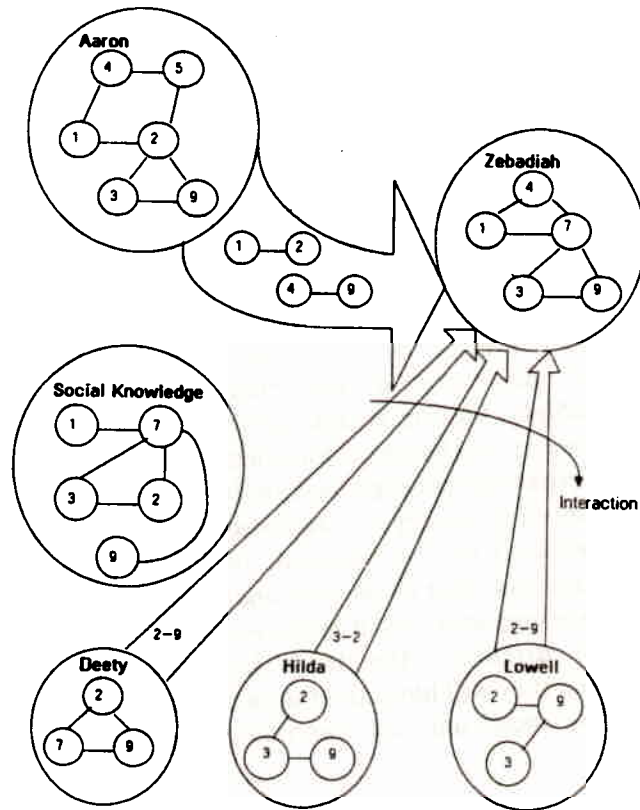 Aaron
4 5
1 2
3 9
Zebadiah
4
1 7
3 9
1 2
4 9
Social Knowledge
1 7
3 2
9
Interaction
2-9
3-2
2-9
Deety
2
7 9
Hilda
2
3 9
Lowell
2 9
3